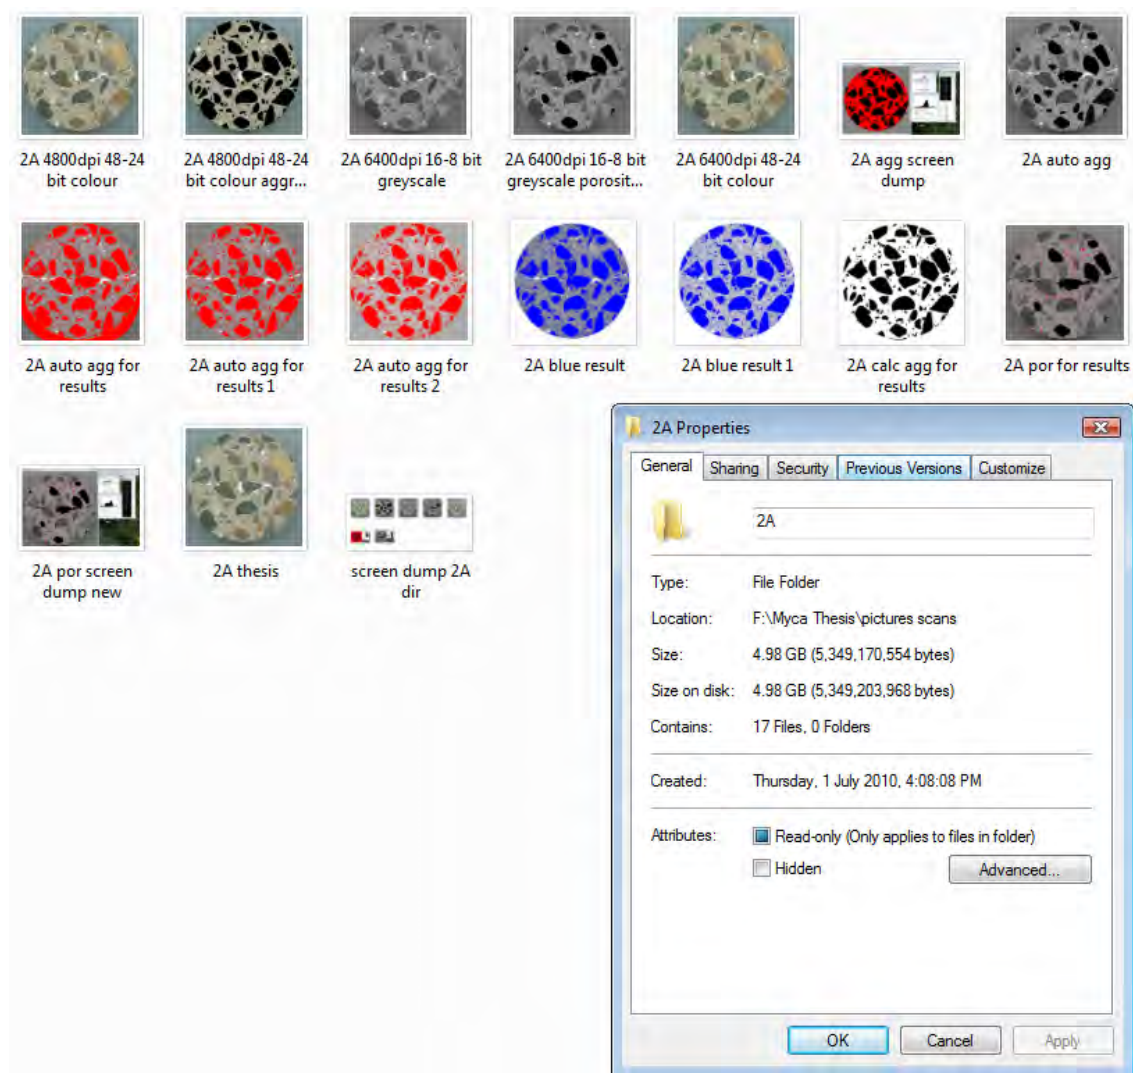 2A 4800dpi 48-24
bit colour
2A 4800dpi 48-24
bit colour aggr...
2A 6400dpi 16-8 bit
greyscale
2A 6400dpi 16-8 bit
greyscale porosit...
2A 6400dpi 48-24
bit colour
2A agg screen
dump
2A auto agg
2A auto agg for
results
2A auto agg for
results 1
2A auto agg for
results 2
2A blue result
2A blue result 1
2A calc agg for
results
2A por for results
2A por screen
dump new
2A thesis
screen dump 2A
dir
2A Properties
General Sharing Security Previous Versions Customize
2A
Type: File Folder
Location: F:\Myca Thesis\pictures scans
Size: 4.98 GB (5,349,170,554 bytes)
Size on disk: 4.98 GB (5,349,203,968 bytes)
Contains: 17 Files, 0 Folders
Created: Thursday, 1 July 2010, 4:08:08 PM
Attributes: Read-only (Only applies to files in folder)
Hidden Advanced...
OK Cancel Apply